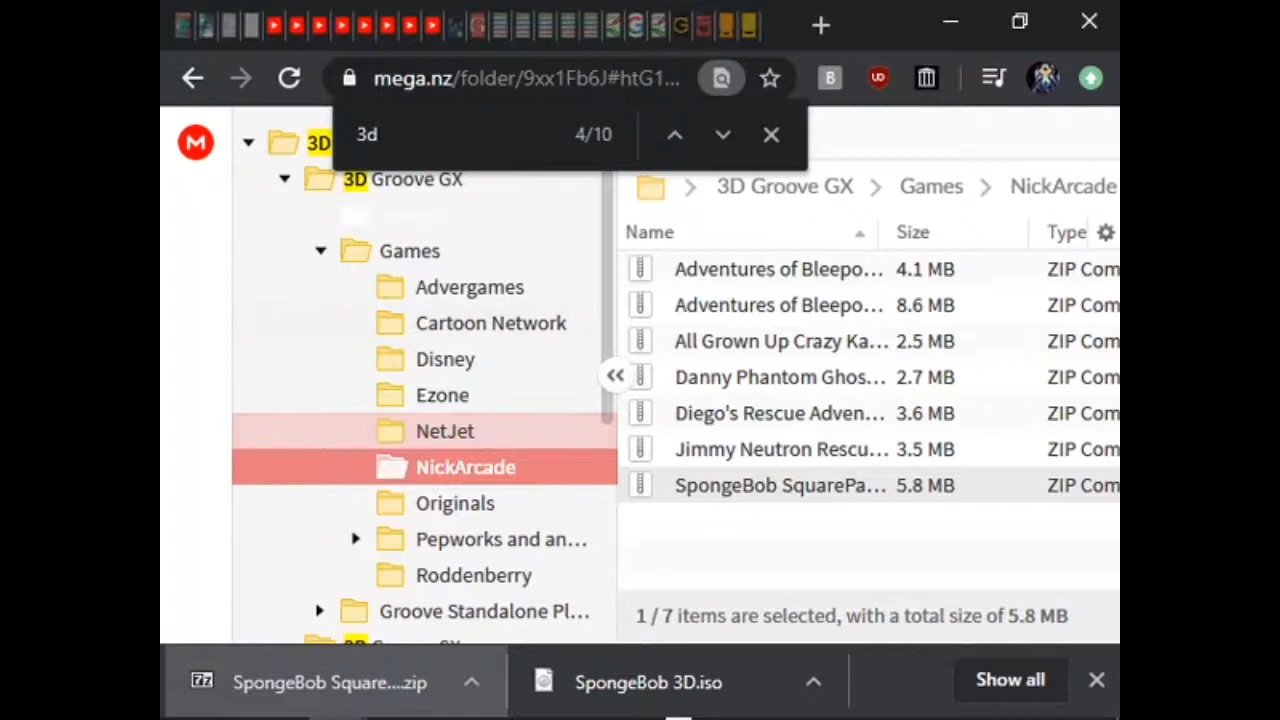 mega.nz/folder/9xx1Fb6J#htG1...
3d 4/10
3D
3D Groove GX
Games
Advergames
Cartoon Network
Disney
Ezone
NetJet
NickArcade
Originals
Pepworks and an...
Roddenberry
Groove Standalone Pl...
3D Groove GX > Games > NickArcade
Name Size Type
Adventures of Bleepo... 4.1 MB ZIP Com
Adventures of Bleepo... 8.6 MB ZIP Com
All Grown Up Crazy Ka... 2.5 MB ZIP Com
Danny Phantom Ghos... 2.7 MB ZIP Com
Diego's Rescue Adven... 3.6 MB ZIP Com
Jimmy Neutron Rescu... 3.5 MB ZIP Com
SpongeBob SquarePa... 5.8 MB ZIP Com
1 / 7 items are selected, with a total size of 5.8 MB
SpongeBob Square....zip
SpongeBob 3D.iso
Show all